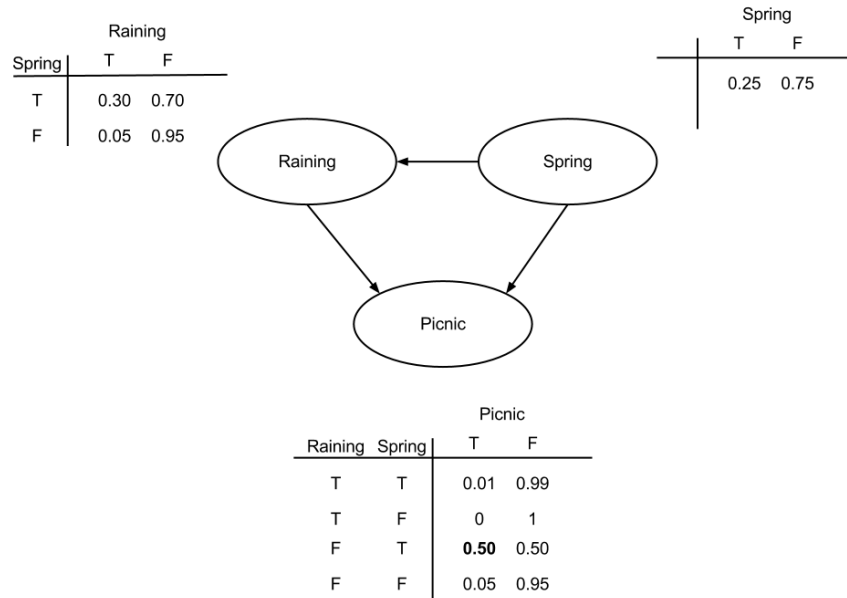 Raining
Spring T F
T 0.30 0.70
F 0.05 0.95
Spring
T F
0.25 0.75
Raining
Spring
Picnic
Picnic
Raining Spring T F
T T 0.01 0.99
T F 0 1
F T 0.50 0.50
F F 0.05 0.95